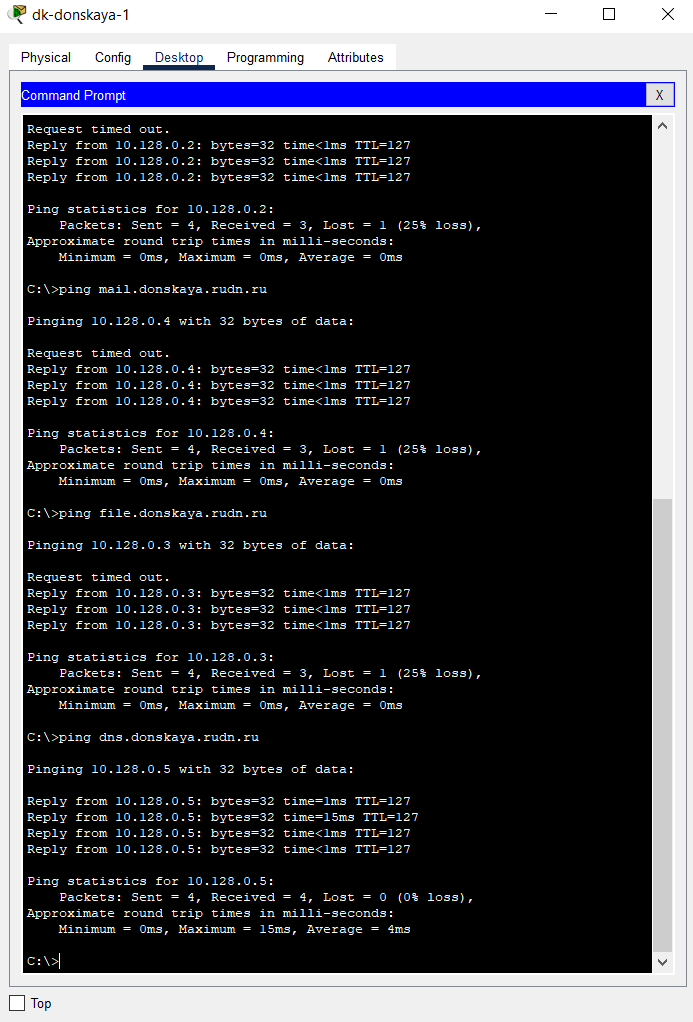 dk-donskaya-1
Physical Config Desktop Programming Attributes
Command Prompt X
Request timed out.
Reply from 10.128.0.2: bytes=32 time<1ms TTL=127
Reply from 10.128.0.2: bytes=32 time<1ms TTL=127
Reply from 10.128.0.2: bytes=32 time<1ms TTL=127
Ping statistics for 10.128.0.2:
Packets: Sent = 4, Received = 3, Lost = 1 (25% loss),
Approximate round trip times in milli-seconds:
Minimum = 0ms, Maximum = 0ms, Average = 0ms
C:\>ping mail.donskaya.rudn.ru
Pinging 10.128.0.4 with 32 bytes of data:
Request timed out.
Reply from 10.128.0.4: bytes=32 time<1ms TTL=127
Reply from 10.128.0.4: bytes=32 time<1ms TTL=127
Reply from 10.128.0.4: bytes=32 time<1ms TTL=127
Ping statistics for 10.128.0.4:
Packets: Sent = 4, Received = 3, Lost = 1 (25% loss),
Approximate round trip times in milli-seconds:
Minimum = 0ms, Maximum = 0ms, Average = 0ms
C:\>ping file.donskaya.rudn.ru
Pinging 10.128.0.3 with 32 bytes of data:
Request timed out.
Reply from 10.128.0.3: bytes=32 time<1ms TTL=127
Reply from 10.128.0.3: bytes=32 time<1ms TTL=127
Reply from 10.128.0.3: bytes=32 time<1ms TTL=127
Ping statistics for 10.128.0.3:
Packets: Sent = 4, Received = 3, Lost = 1 (25% loss),
Approximate round trip times in milli-seconds:
Minimum = 0ms, Maximum = 0ms, Average = 0ms
C:\>ping dns.donskaya.rudn.ru
Pinging 10.128.0.5 with 32 bytes of data:
Reply from 10.128.0.5: bytes=32 time=1ms TTL=127
Reply from 10.128.0.5: bytes=32 time=15ms TTL=127
Reply from 10.128.0.5: bytes=32 time<1ms TTL=127
Reply from 10.128.0.5: bytes=32 time<1ms TTL=127
Ping statistics for 10.128.0.5:
Packets: Sent = 4, Received = 4, Lost = 0 (0% loss),
Approximate round trip times in milli-seconds:
Minimum = 0ms, Maximum = 15ms, Average = 4ms
C:\>
Top